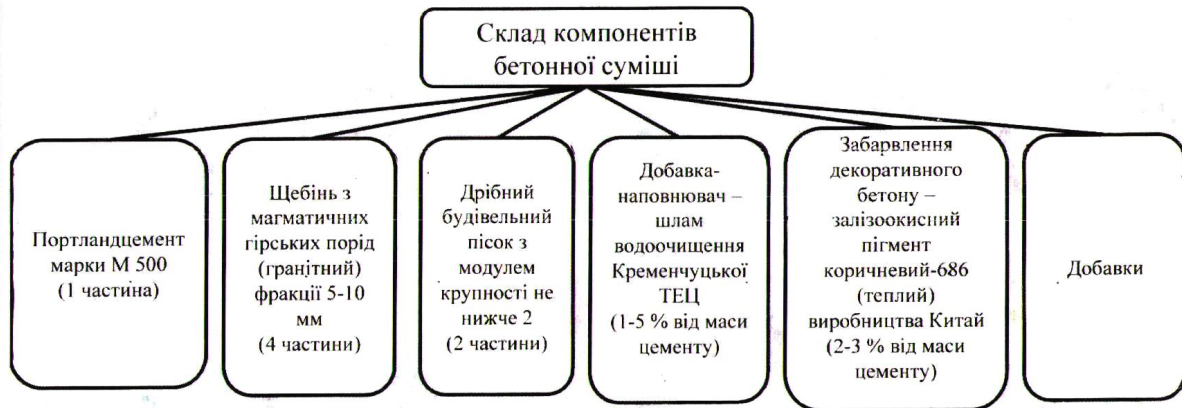 Склад компонентів
бетонної суміші
Портландцемент
марки М 500
(1 частина)
Щебінь з
магматичних
гірських порід
(гранітний)
фракції 5-10
мм
(4 частини)
Дрібний
будівельний
пісок з
модулем
крупності не
нижче 2
(2 частини)
Добавка-
наповнювач –
шлам
водоочищення
Кременчуцької
ТЕЦ
(1-5 % від маси
цементу)
Забарвлення
декоративного
бетону –
залізоокисний
пігмент
коричневий-686
(теплий)
виробництва Китай
(2-3 % від маси
цементу)
Добавки